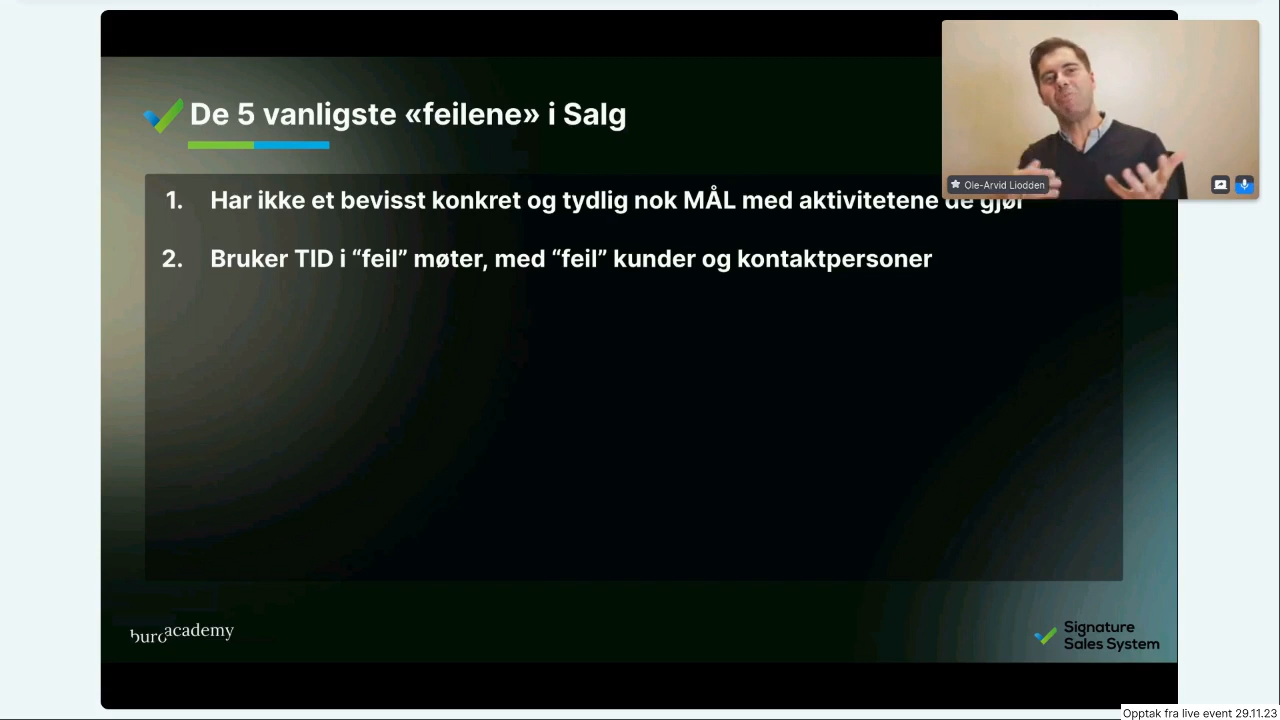 De 5 vanligste «feilene» i Salg
Ole-Arvid Liodden
1. Har ikke et bevisst konkret og tydlig nok MÅL med aktivitetene de gjør
2. Bruker TID i “feil” møter, med “feil” kunder og kontaktpersoner
buro academy
Signature
Sales System
Opptak fra live event 29.11.23